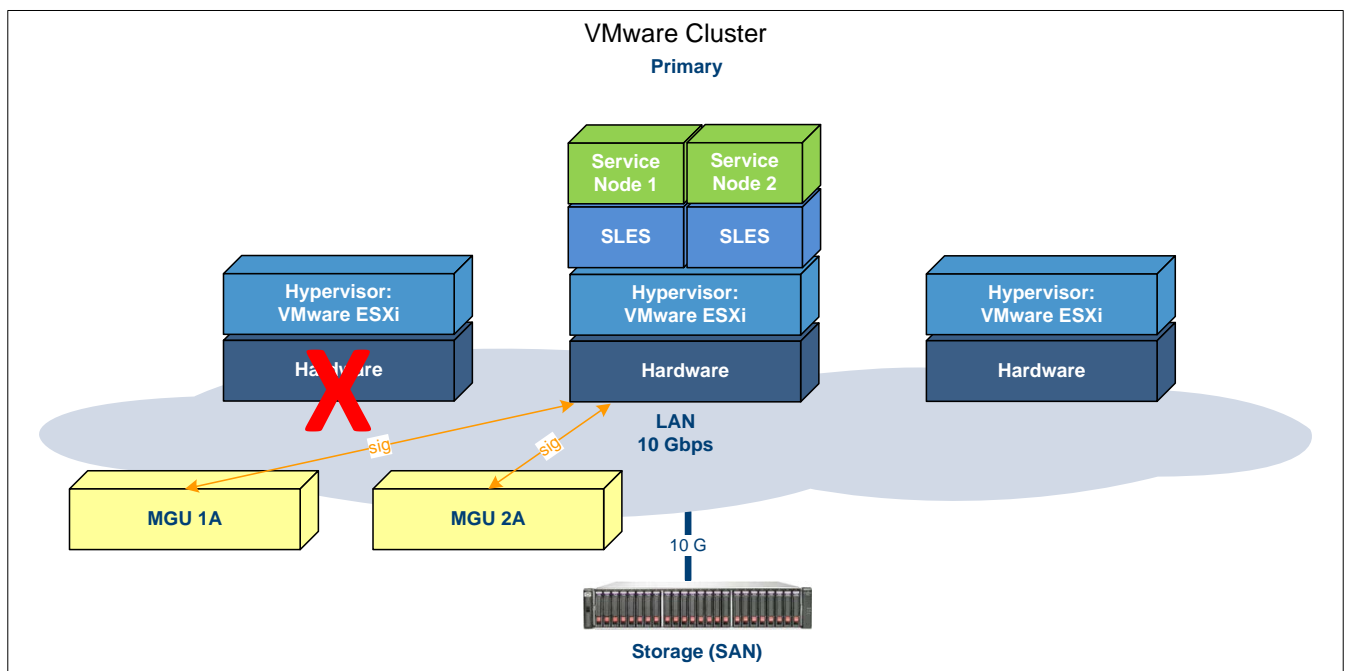 VMware Cluster
Primary
Service
Node 1
Service
Node 2
SLES
SLES
Hypervisor:
VMware ESXi
Hypervisor:
VMware ESXi
Hypervisor:
VMware ESXi
Hardware
X
Hardware
Hardware
LAN
10 Gbps
sig
sig
MGU 1A
MGU 2A
10 G
Storage (SAN)